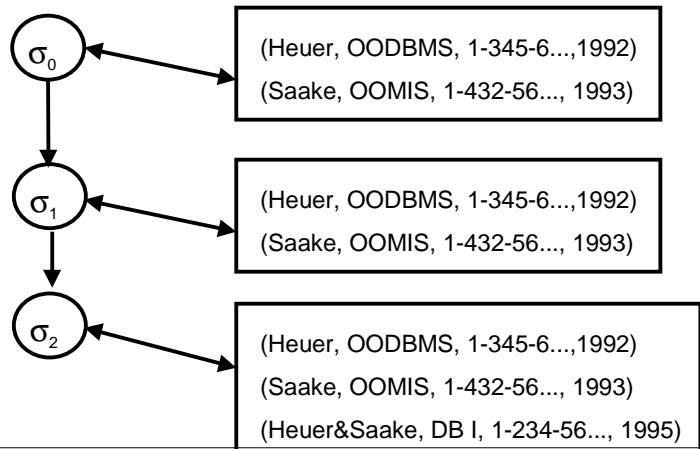 σ0
(Heuer, OODBMS, 1-345-6...,1992)
(Saake, OOMIS, 1-432-56..., 1993)
σ1
(Heuer, OODBMS, 1-345-6...,1992)
(Saake, OOMIS, 1-432-56..., 1993)
σ2
(Heuer, OODBMS, 1-345-6...,1992)
(Saake, OOMIS, 1-432-56..., 1993)
(Heuer&Saake, DB I, 1-234-56..., 1995)